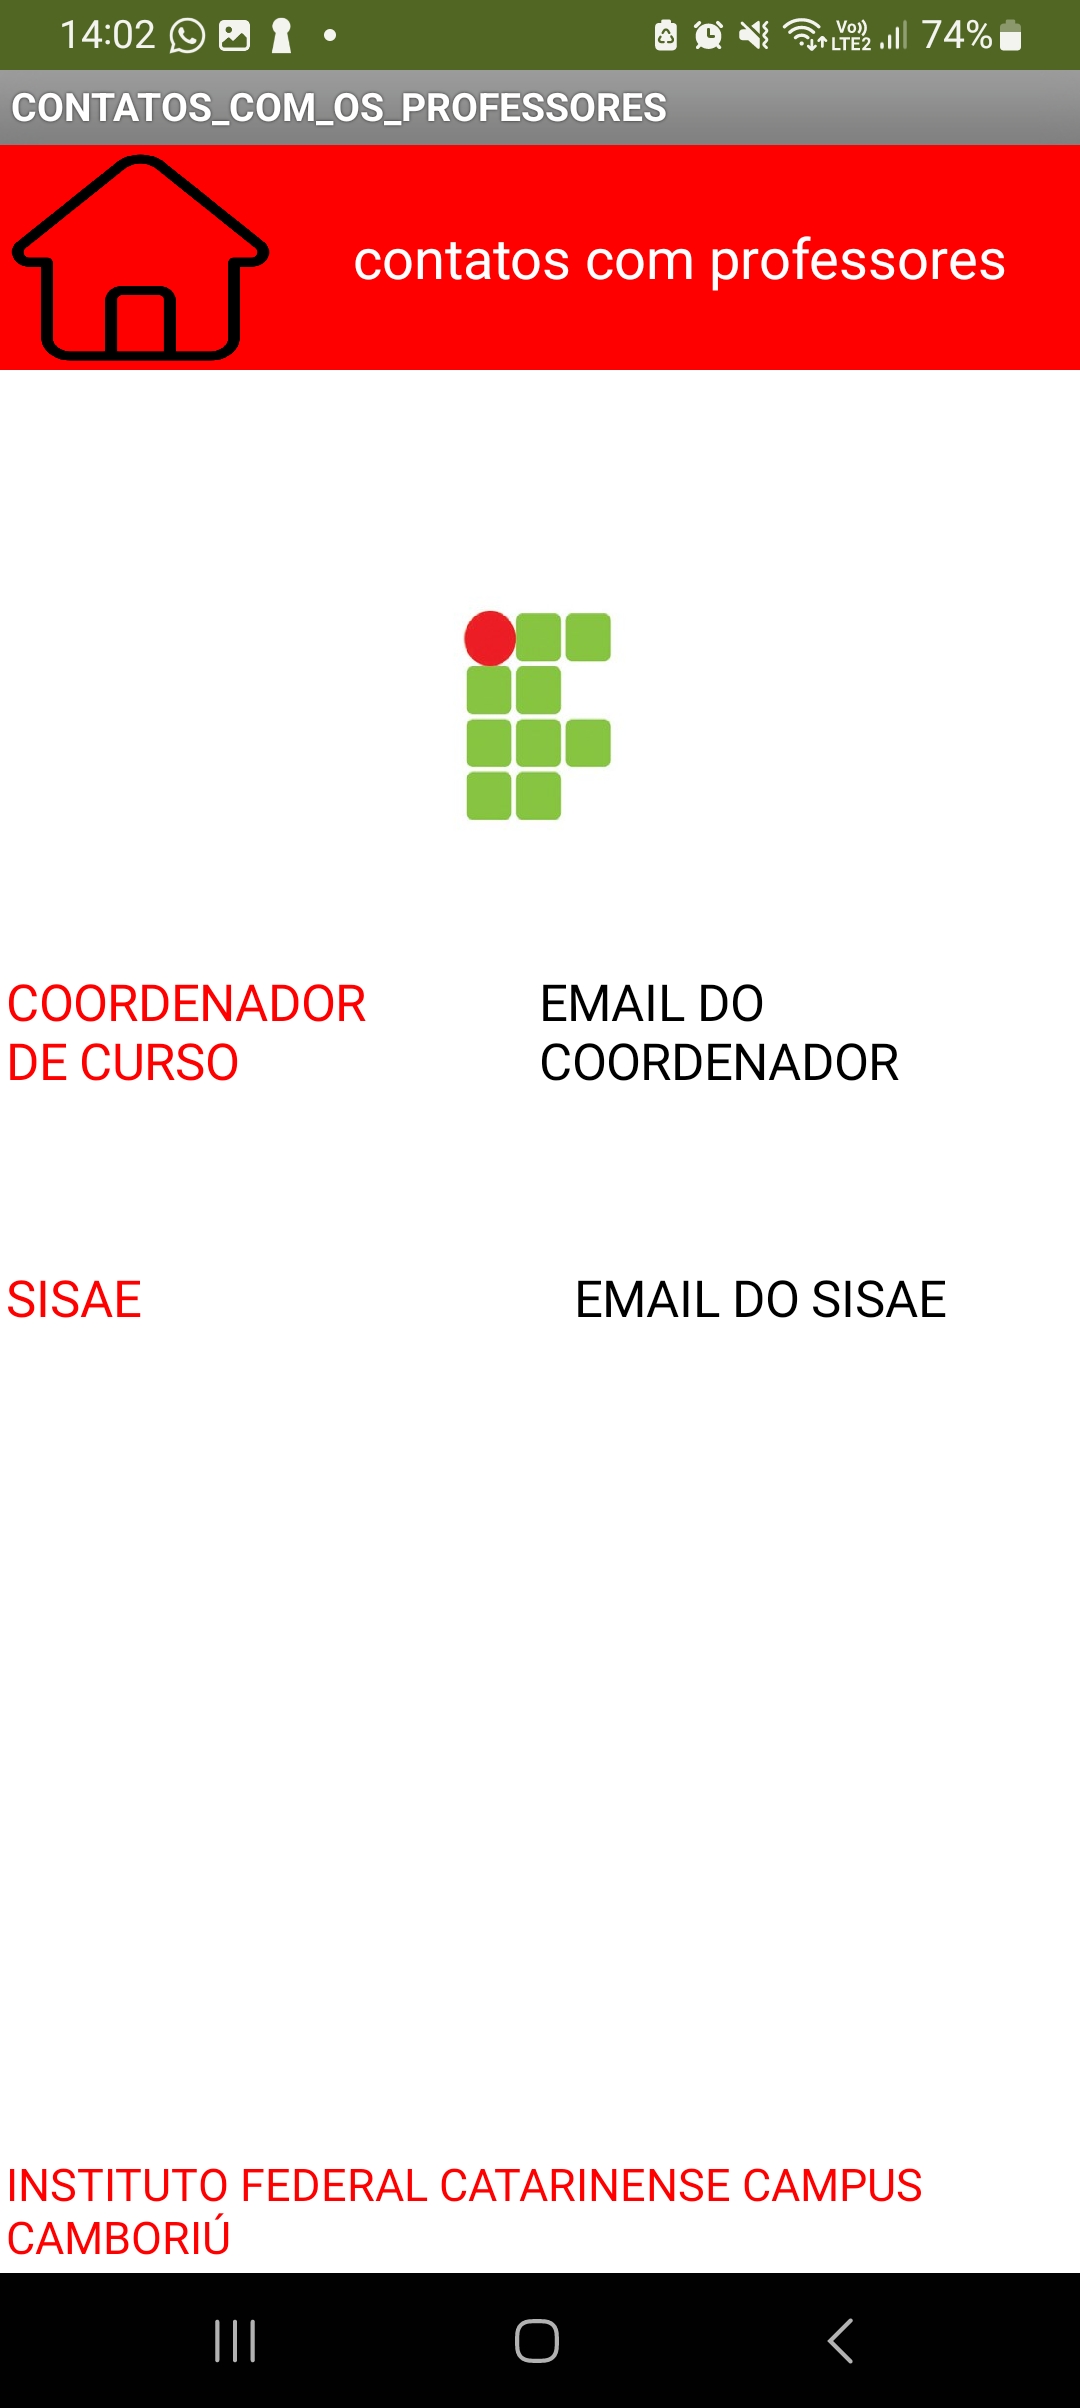 14:02 Vo)) LTE2 74%
CONTATOS_COM_OS_PROFESSORES
contatos com professores
COORDENADOR
DE CURSO
EMAIL DO
COORDENADOR
SISAE
EMAIL DO SISAE
INSTITUTO FEDERAL CATARINENSE CAMPUS
CAMBORIÚ